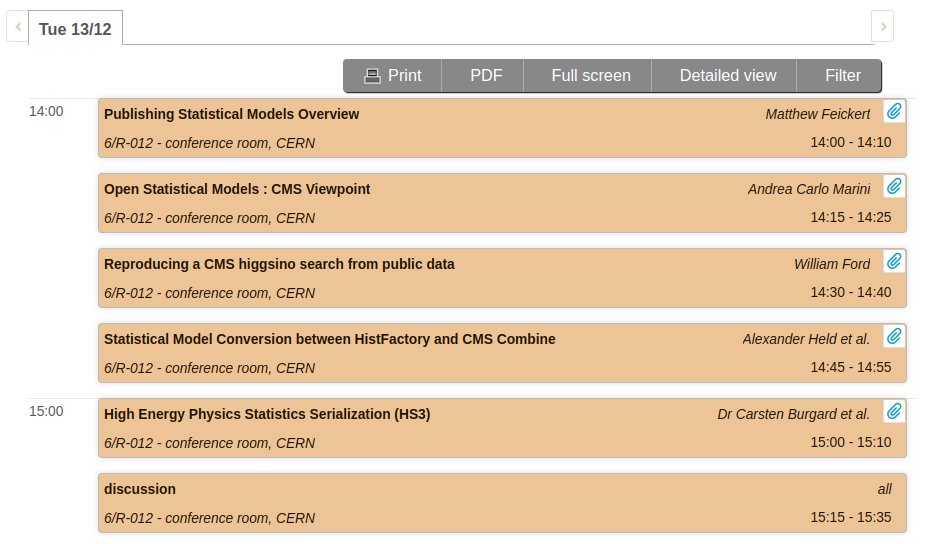 Tue 13/12
Print PDF Full screen Detailed view Filter
14:00
Publishing Statistical Models Overview Matthew Feickert
6/R-012 - conference room, CERN 14:00 - 14:10
Open Statistical Models : CMS Viewpoint Andrea Carlo Marini
6/R-012 - conference room, CERN 14:15 - 14:25
Reproducing a CMS higgsino search from public data William Ford
6/R-012 - conference room, CERN 14:30 - 14:40
Statistical Model Conversion between HistFactory and CMS Combine Alexander Held et al.
6/R-012 - conference room, CERN 14:45 - 14:55
15:00
High Energy Physics Statistics Serialization (HS3) Dr Carsten Burgard et al.
6/R-012 - conference room, CERN 15:00 - 15:10
discussion all
6/R-012 - conference room, CERN 15:15 - 15:35